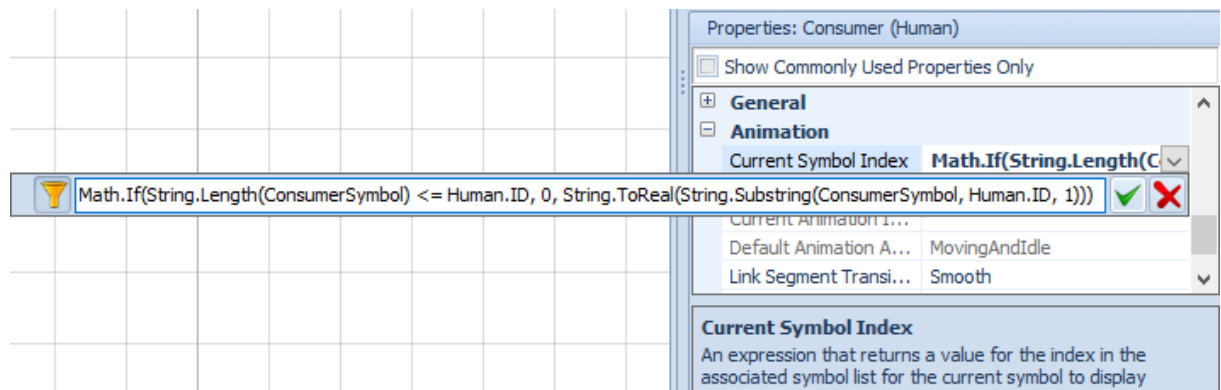 Properties: Consumer (Human)
Show Commonly Used Properties Only
General
Animation
Current Symbol Index Math.If(String.Length(C
Math.If(String.Length(ConsumerSymbol) <= Human.ID, 0, String.ToReal(String.Substring(ConsumerSymbol, Human.ID, 1)))
Current Animation I...
Default Animation A... MovingAndIdle
Link Segment Transi... Smooth
Current Symbol Index
An expression that returns a value for the index in the
associated symbol list for the current symbol to display